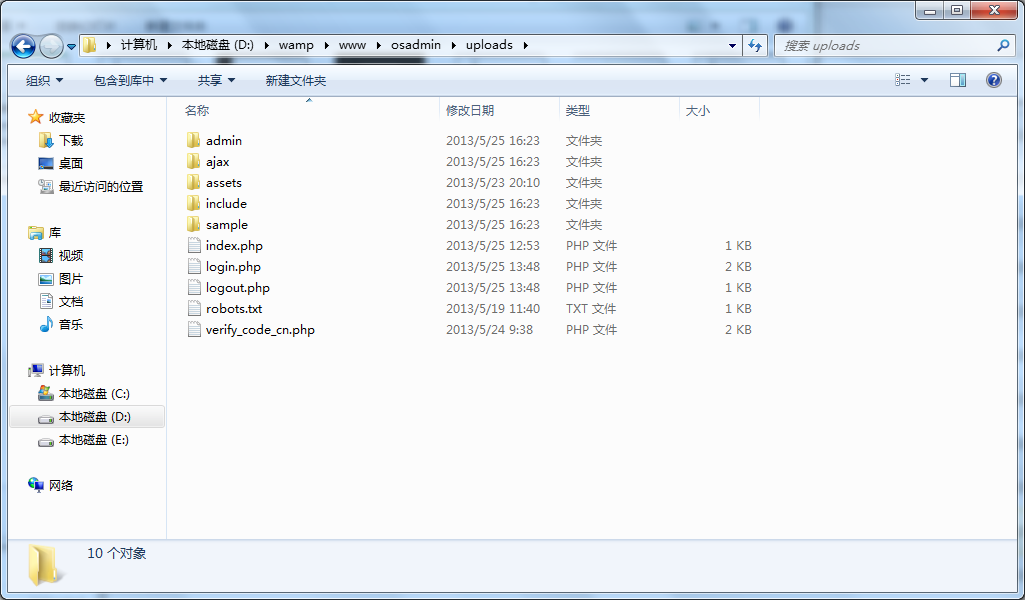 计算机 本地磁盘 (D:) wamp www osadmin uploads
搜索 uploads
组织 包含到库中 共享 新建文件夹
收藏夹
下载
桌面
最近访问的位置
库
视频
图片
文档
音乐
计算机
本地磁盘 (C:)
本地磁盘 (D:)
本地磁盘 (E:)
网络
名称 修改日期 类型 大小
admin 2013/5/25 16:23 文件夹
ajax 2013/5/25 16:23 文件夹
assets 2013/5/23 20:10 文件夹
include 2013/5/25 16:23 文件夹
sample 2013/5/25 16:23 文件夹
index.php 2013/5/25 12:53 PHP 文件 1 KB
login.php 2013/5/25 13:48 PHP 文件 2 KB
logout.php 2013/5/25 13:48 PHP 文件 1 KB
robots.txt 2013/5/19 11:40 TXT 文件 1 KB
verify_code_cn.php 2013/5/24 9:38 PHP 文件 2 KB
10 个对象